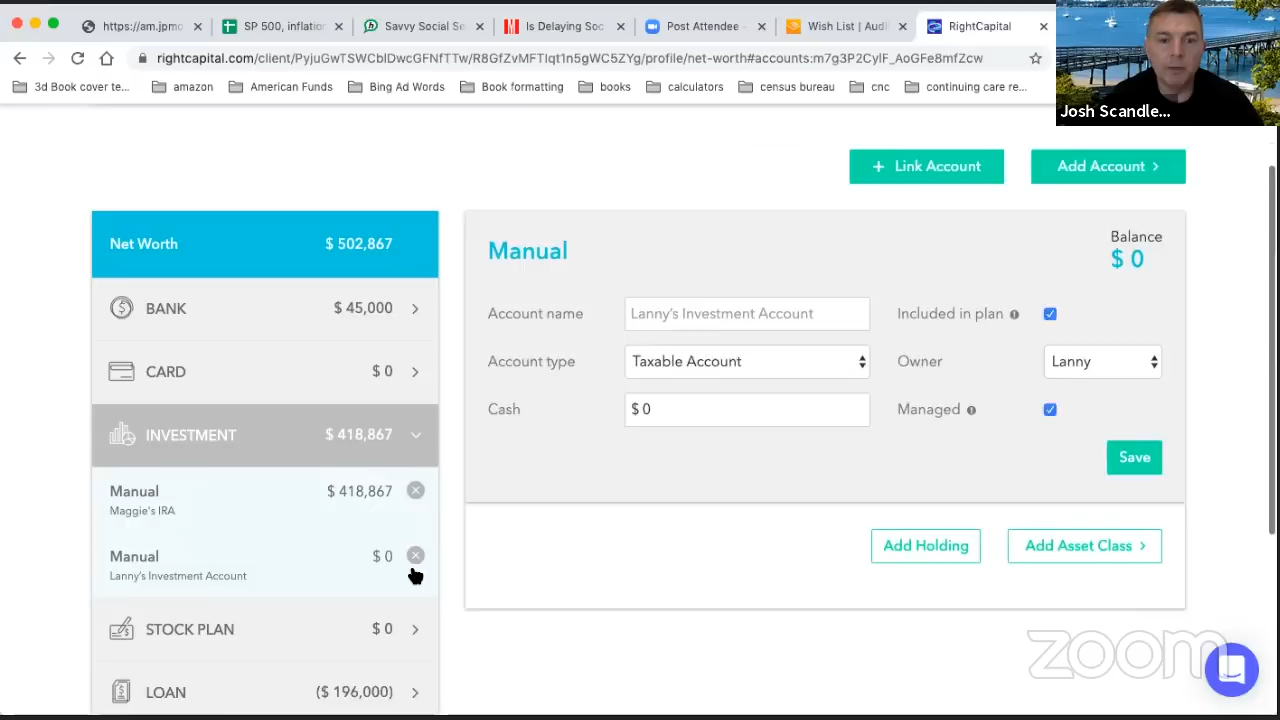 https://am.jpmo
SP 500, inflatior
Savvy Social Se
Is Delaying Soc
Post Attendee -
Wish List | Audi
RightCapital
rightcapital.com/client/PyjuGwTSWCblDwcGFNfTTw/R8GfZvMFTIqt1n5gWC5ZYg/profile/net-worth#accounts:m7g3P2CylF_AoGFe8mfZcw
3d Book cover te...
amazon
American Funds
Bing Ad Words
Book formatting
books
calculators
census bureau
cnc
continuing care re...
Josh Scandle...
+ Link Account
Add Account >
Net Worth $ 502,867
BANK $ 45,000
CARD $ 0
INVESTMENT $ 418,867
Manual $ 418,867
Maggie's IRA
Manual $ 0
Lanny's Investment Account
STOCK PLAN $ 0
LOAN ($ 196,000)
Manual
Balance
$ 0
Account name Lanny's Investment Account Included in plan
Account type Taxable Account Owner Lanny
Cash $ 0 Managed
Save
Add Holding
Add Asset Class >
zoom